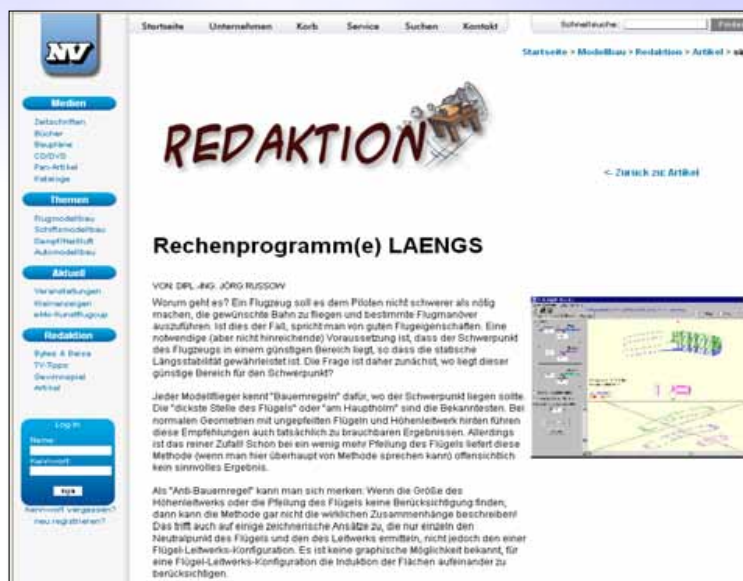 Startseite Unternehmen Korb Service Suchen Kontakt Schnellsuche: Finden
NV
Startseite > Modellbau > Redaktion > Artikel >
Medien
Zeitschriften
Bücher
Baupläne
CD/DVD
Fan-Artikel
Kataloge
REDAKTION
<- Zurück zu: Artikel
Themen
Flugmodellbau
Schiffsmodellbau
Dampf/Heißluft
Automodellbau
Rechenprogramm(e) LAENGS
Aktuell
Veranstaltungen
Kleinanzeigen
eMo-Kunstflugcup
VON: DIPL.-ING. JÖRG RUSSOW
Redaktion
Bytes & Baisa
TV-Tipps
Gewinnspiel
Artikel
Worum geht es? Ein Flugzeug soll es dem Piloten nicht schwerer als nötig
machen, die gewünschte Bahn zu fliegen und bestimmte Flugmanöver
auszuführen. Ist dies der Fall, spricht man von guten Flugeigenschaften. Eine
notwendige (aber nicht hinreichende) Voraussetzung ist, dass der Schwerpunkt
des Flugzeugs in einem günstigen Bereich liegt, so dass die statische
Längsstabilität gewährleistet ist. Die Frage ist daher zunächst, wo liegt dieser
günstige Bereich für den Schwerpunkt?
Jeder Modellflieger kennt "Bauernregeln" dafür, wo der Schwerpunkt liegen sollte.
Die "dickste Stelle des Flügels" oder "am Hauptholm" sind die Bekanntesten. Bei
normalen Geometrien mit ungepfeilten Flügeln und Höhenleitwerk hinten führen
diese Empfehlungen auch tatsächlich zu brauchbaren Ergebnissen. Allerdings
ist das reiner Zufall! Schon bei ein wenig mehr Pfeilung des Flügels liefert diese
Methode (wenn man hier überhaupt von Methode sprechen kann) offensichtlich
kein sinnvolles Ergebnis.
Als "Anti-Bauernregel" kann man sich merken: Wenn die Größe des
Höhenleitwerks oder die Pfeilung des Flügels keine Berücksichtigung finden,
dann kann die Methode gar nicht die wirklichen Zusammenhänge beschreiben!
Das trifft auch auf einige zeichnerische Ansätze zu, die nur einzeln den
Neutralpunkt des Flügels und den des Leitwerks ermitteln, nicht jedoch den einer
Flügel-Leitwerks-Konfiguration. Es ist keine graphische Möglichkeit bekannt, für
eine Flügel-Leitwerks-Konfiguration die Induktion der Flächen aufeinander zu
berücksichtigen.
Log In
Name:
Kennwort:
Kennwort vergessen?
neu registrieren?